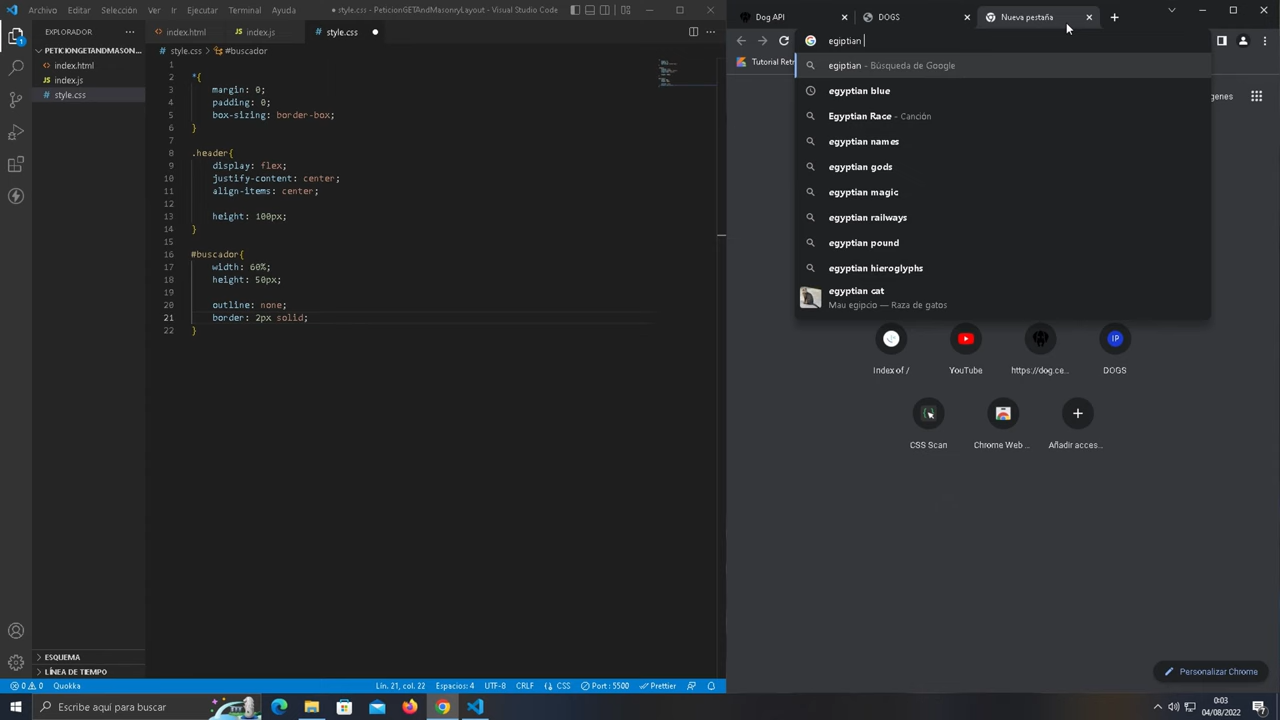 Archivo Editar Selección Ver Ir Ejecutar Terminal Ayuda
● style.css - PeticionGETAndMasonryLayout - Visual Studio Code
Dog API
DOGS
Nueva pestaña
EXPLORADOR
index.html
index.js
style.css
egiptian
PETICIONGETANDMASON...
index.html
index.js
style.css
style.css > #buscador
1
2 *{
3 margin: 0;
4 padding: 0;
5 box-sizing: border-box;
6 }
7
8 .header{
9 display: flex;
10 justify-content: center;
11 align-items: center;
12
13 height: 100px;
14 }
15
16 #buscador{
17 width: 60%;
18 height: 50px;
19
20 outline: none;
21 border: 2px solid;
22 }
Tutorial Retr
egiptian - Búsqueda de Google
egyptian blue
Egyptian Race - Canción
egyptian names
egyptian gods
egyptian magic
egyptian railways
egyptian pound
egyptian hieroglyphs
egyptian cat
Mau egipcio — Raza de gatos
genes
IP
Index of /
YouTube
https://dog.ce...
DOGS
CSS Scan
Chrome Web ...
Añadir acces...
Personalizar Chrome
ESQUEMA
LÍNEA DE TIEMPO
0 0 Quokka
Lín. 21, col. 22 Espacios: 4 UTF-8 CRLF CSS Port : 5500 Prettier
Escribe aquí para buscar
0:03
04/08/2022